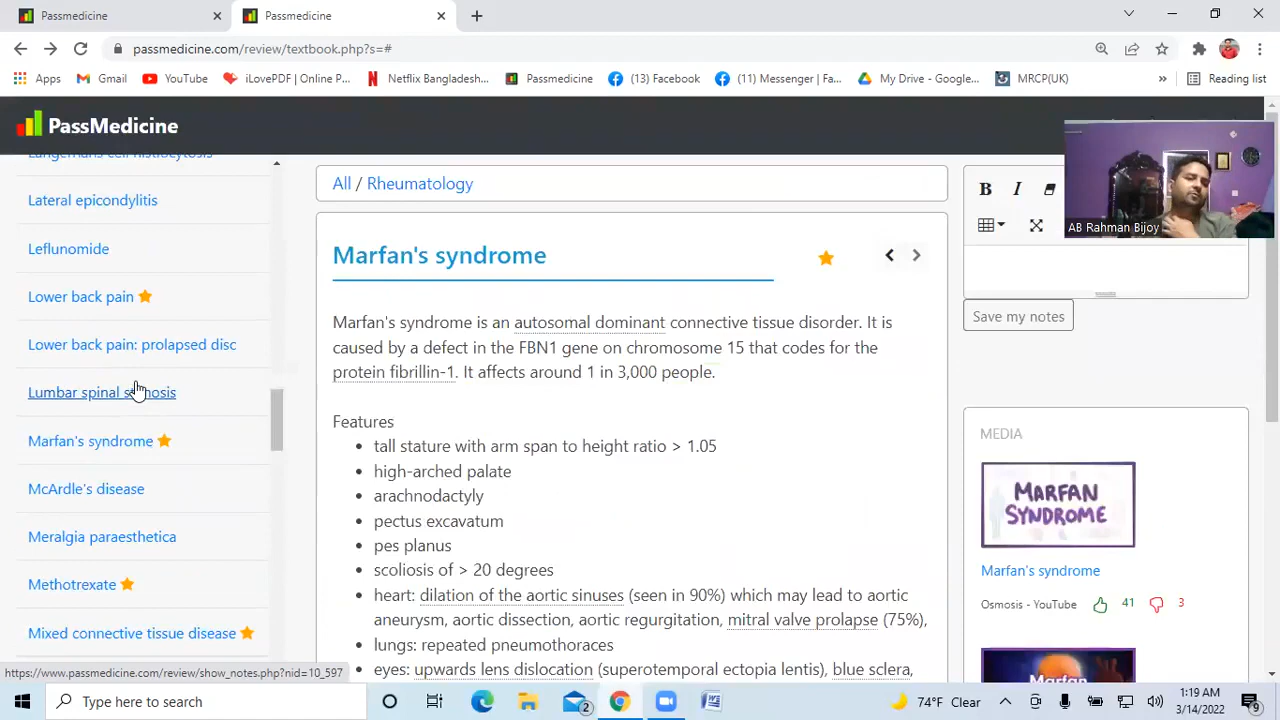 Passmedicine
Passmedicine
passmedicine.com/review/textbook.php?s=#
Apps
Gmail
YouTube
iLovePDF | Online P...
Netflix Bangladesh...
Passmedicine
(13) Facebook
(11) Messenger | Fa...
My Drive - Google...
MRCP(UK)
»
Reading list
PassMedicine
Langerhans cell histiocytosis
Lateral epicondylitis
Leflunomide
Lower back pain
Lower back pain: prolapsed disc
Lumbar spinal stenosis
Marfan's syndrome
McArdle's disease
Meralgia paraesthetica
Methotrexate
Mixed connective tissue disease
https://www.passmedicine.com/review/show_notes.php?nid=10_597
All / Rheumatology
Marfan's syndrome
Marfan's syndrome is an autosomal dominant connective tissue disorder. It is
caused by a defect in the FBN1 gene on chromosome 15 that codes for the
protein fibrillin-1. It affects around 1 in 3,000 people.
Features
• tall stature with arm span to height ratio > 1.05
• high-arched palate
• arachnodactyly
• pectus excavatum
• pes planus
• scoliosis of > 20 degrees
• heart: dilation of the aortic sinuses (seen in 90%) which may lead to aortic
aneurysm, aortic dissection, aortic regurgitation, mitral valve prolapse (75%),
• lungs: repeated pneumothoraces
• eyes: upwards lens dislocation (superotemporal ectopia lentis), blue sclera,
B I
AB Rahman Bijoy
Save my notes
MEDIA
MARFAN
SYNDROME
Marfan's syndrome
Osmosis - YouTube 41 3
Marfan
Type here to search
2
74°F Clear
1:19 AM
3/14/2022
9